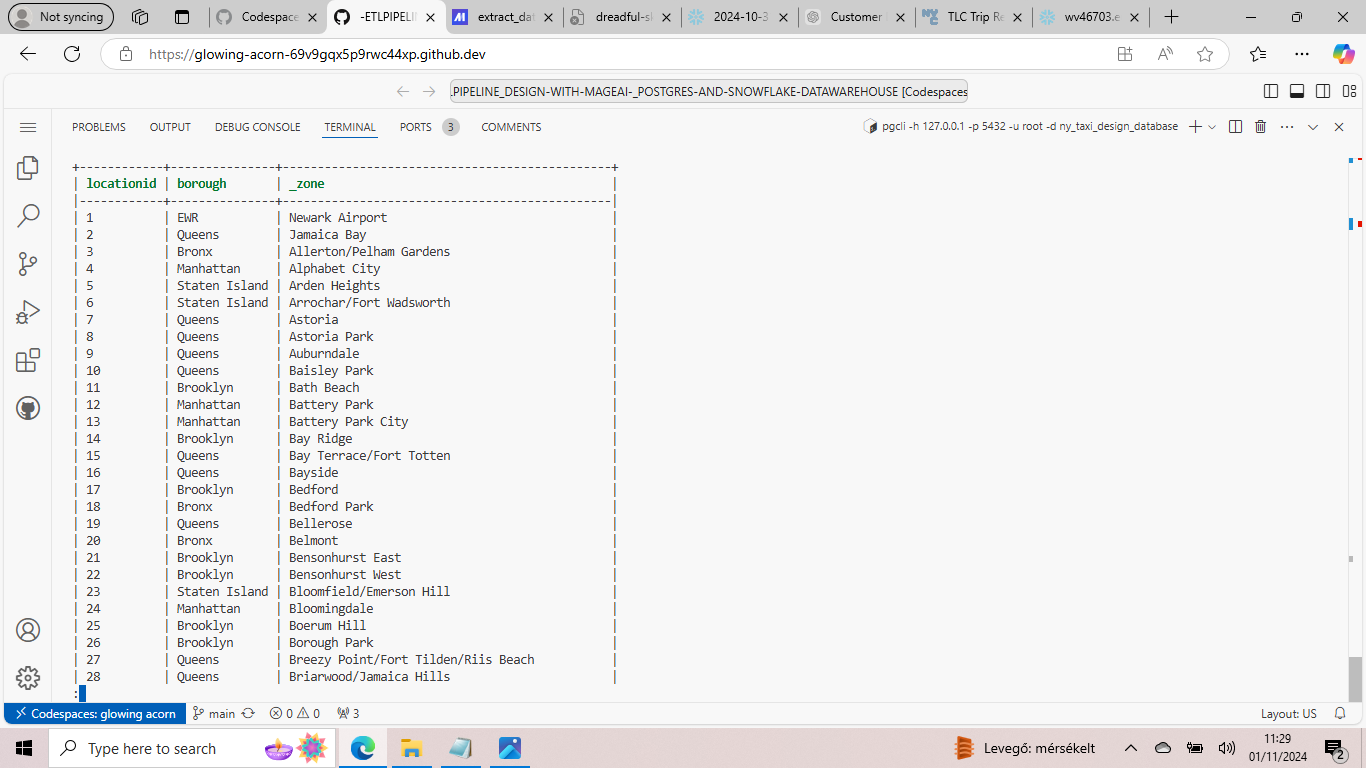 Not syncing
Codespace
-ETLPIPELI
extract_da
dreadful-s
2024-10-3
Customer
TLC Trip Re
wv46703.e
https://glowing-acorn-69v9gqx5p9rwc44xp.github.dev
.PIPELINE_DESIGN-WITH-MAGEAI-_POSTGRES-AND-SNOWFLAKE-DATAWAREHOUSE [Codespaces
PROBLEMS OUTPUT DEBUG CONSOLE TERMINAL PORTS 3 COMMENTS
pgcli -h 127.0.0.1 -p 5432 -u root -d ny_taxi_design_database
+------------+---------------+-----------------------------------------------+
| locationid | borough | _zone |
|------------+---------------+-----------------------------------------------|
| 1 | EWR | Newark Airport |
| 2 | Queens | Jamaica Bay |
| 3 | Bronx | Allerton/Pelham Gardens |
| 4 | Manhattan | Alphabet City |
| 5 | Staten Island | Arden Heights |
| 6 | Staten Island | Arrochar/Fort Wadsworth |
| 7 | Queens | Astoria |
| 8 | Queens | Astoria Park |
| 9 | Queens | Auburndale |
| 10 | Queens | Baisley Park |
| 11 | Brooklyn | Bath Beach |
| 12 | Manhattan | Battery Park |
| 13 | Manhattan | Battery Park City |
| 14 | Brooklyn | Bay Ridge |
| 15 | Queens | Bay Terrace/Fort Totten |
| 16 | Queens | Bayside |
| 17 | Brooklyn | Bedford |
| 18 | Bronx | Bedford Park |
| 19 | Queens | Bellerose |
| 20 | Bronx | Belmont |
| 21 | Brooklyn | Bensonhurst East |
| 22 | Brooklyn | Bensonhurst West |
| 23 | Staten Island | Bloomfield/Emerson Hill |
| 24 | Manhattan | Bloomingdale |
| 25 | Brooklyn | Boerum Hill |
| 26 | Brooklyn | Borough Park |
| 27 | Queens | Breezy Point/Fort Tilden/Riis Beach |
| 28 | Queens | Briarwood/Jamaica Hills |
:
Codespaces: glowing acorn main 0 0 3 Layout: US
Type here to search
Levegő: mérsékelt
11:29
01/11/2024
2